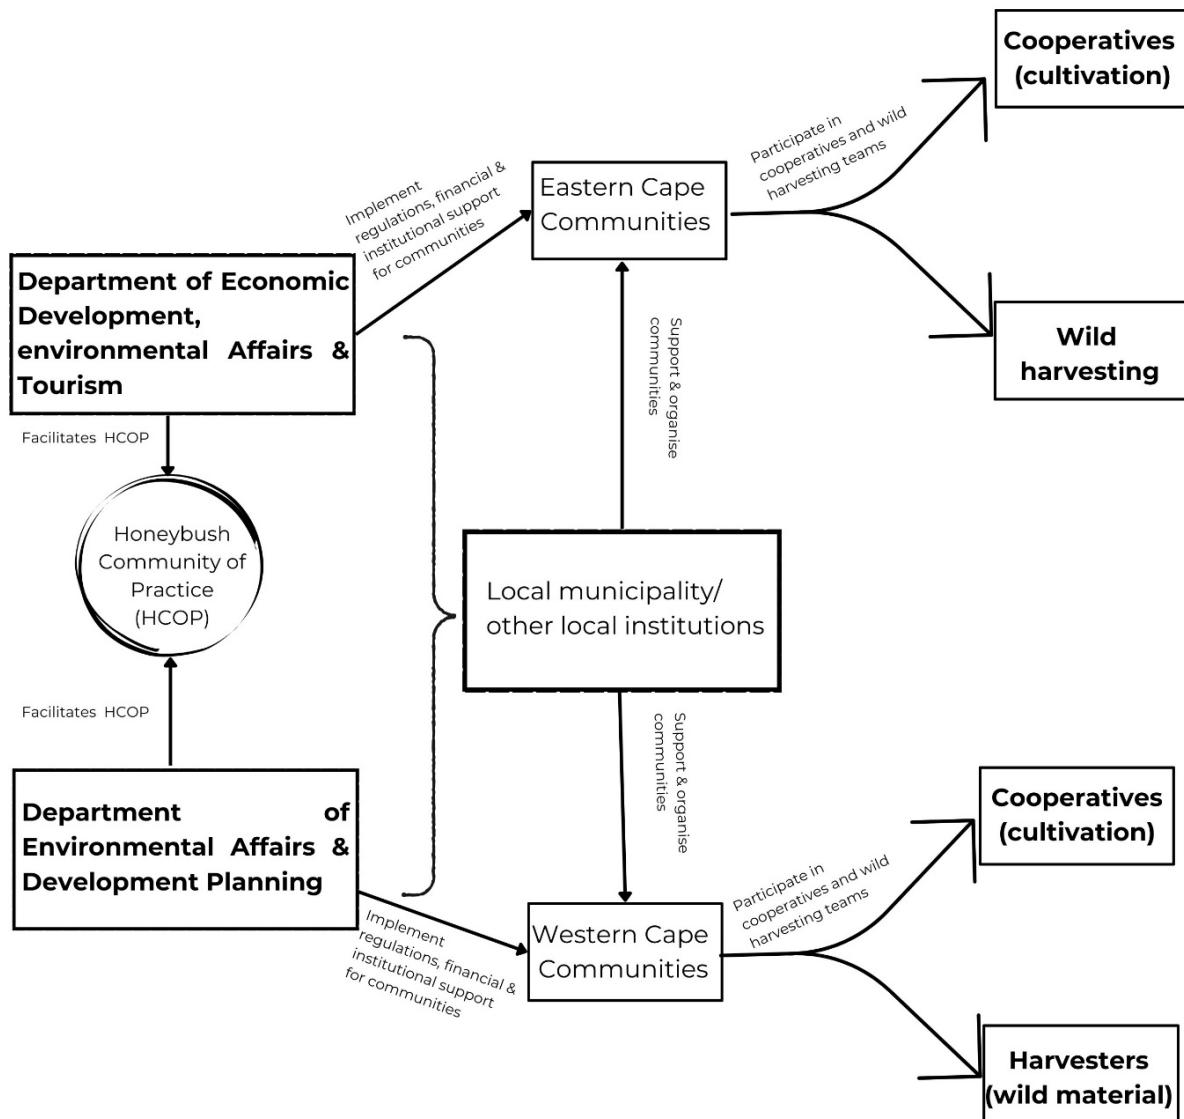 Cooperatives
(cultivation)
Participate in
cooperatives and wild
harvesting teams
Implement
regulations, financial &
institutional support
for communities
Eastern Cape
Communities
Department of Economic
Development,
environmental Affairs &
Tourism
Wild
harvesting
Support & organise
communities
Facilitates HCOP
Honeybush
Community of
Practice
(HCOP)
Local municipality/
other local institutions
Facilitates HCOP
Support & organise
communities
Department of
Environmental Affairs &
Development Planning
Cooperatives
(cultivation)
Participate in
cooperatives and wild
harvesting teams
Implement
regulations, financial &
institutional support
for communities
Western Cape
Communities
Harvesters
(wild material)